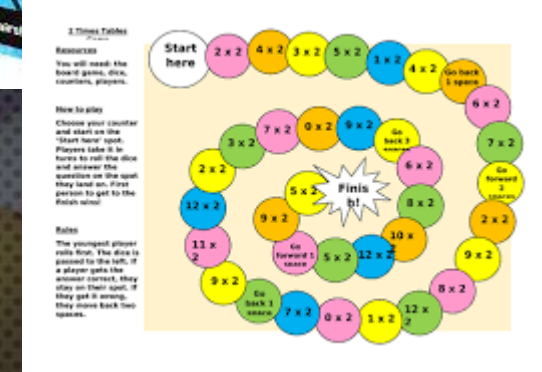 2 Times Tables
Game
Resources
You will need: the
board game, dice,
counters, players.
How to play
Choose your counter
and start on the
'Start here' spot.
Players take it in
turns to roll the dice
and answer the
question on the spot
they land on. First
person to get to the
finish wins!
Rules
The youngest player
rolls first. The dice is
passed to the left. If
a player gets the
answer correct, they
stay on their spot. If
they get it wrong,
they move back two
spaces.
Start
here
2 x 2
4 x 2
3 x 2
5 x 2
1 x 2
4 x 2
Go back
1 space
6 x 2
7 x 2
Go
forward
2
spaces
2 x 2
9 x 2
8 x 2
12 x
2
1 x 2
0 x 2
7 x 2
Go
back 1
space
9 x 2
11 x
2
12 x 2
2 x 2
3 x 2
7 x 2
0 x 2
9 x 2
Go
back 3
spaces
6 x 2
8 x 2
10 x
2
12 x 2
5 x 2
Go
forward 1
space
9 x 2
5 x 2
Finis
h!